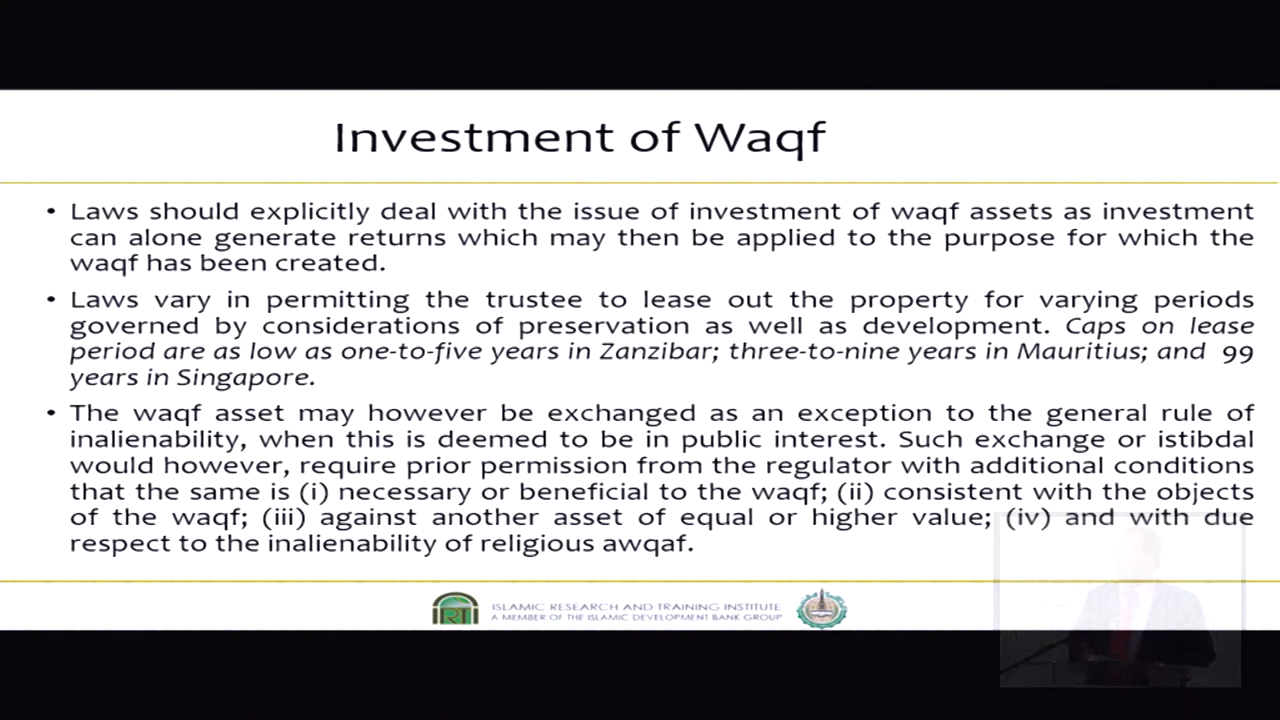 Investment of Waqf
• Laws should explicitly deal with the issue of investment of waqf assets as investment
can alone generate returns which may then be applied to the purpose for which the
waqf has been created.
• Laws vary in permitting the trustee to lease out the property for varying periods
governed by considerations of preservation as well as development. Caps on lease
period are as low as one-to-five years in Zanzibar; three-to-nine years in Mauritius; and 99
years in Singapore.
• The waqf asset may however be exchanged as an exception to the general rule of
inalienability, when this is deemed to be in public interest. Such exchange or istibdal
would however, require prior permission from the regulator with additional conditions
that the same is (i) necessary or beneficial to the waqf; (ii) consistent with the objects
of the waqf; (iii) against another asset of equal or higher value; (iv) and with due
respect to the inalienability of religious awqaf.
IRTI
ISLAMIC RESEARCH AND TRAINING INSTITUTE
A MEMBER OF THE ISLAMIC DEVELOPMENT BANK GROUP